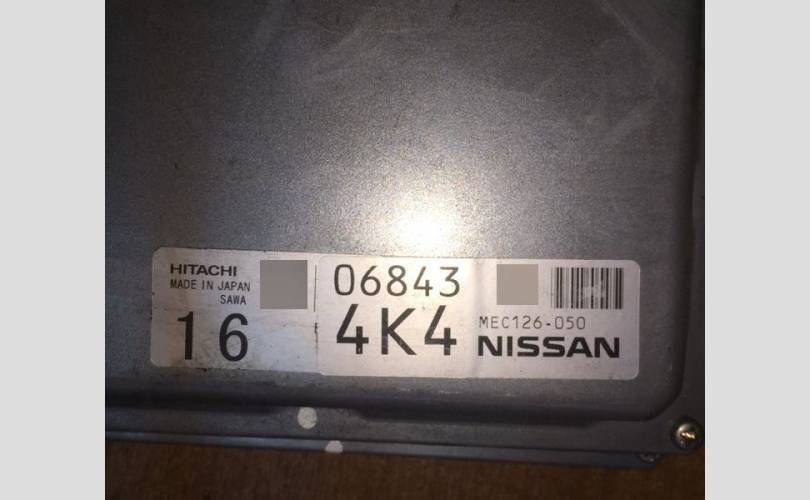 HITACHI
MADE IN JAPAN
SAWA
16
06843
4K4
MEC126-050
NISSAN